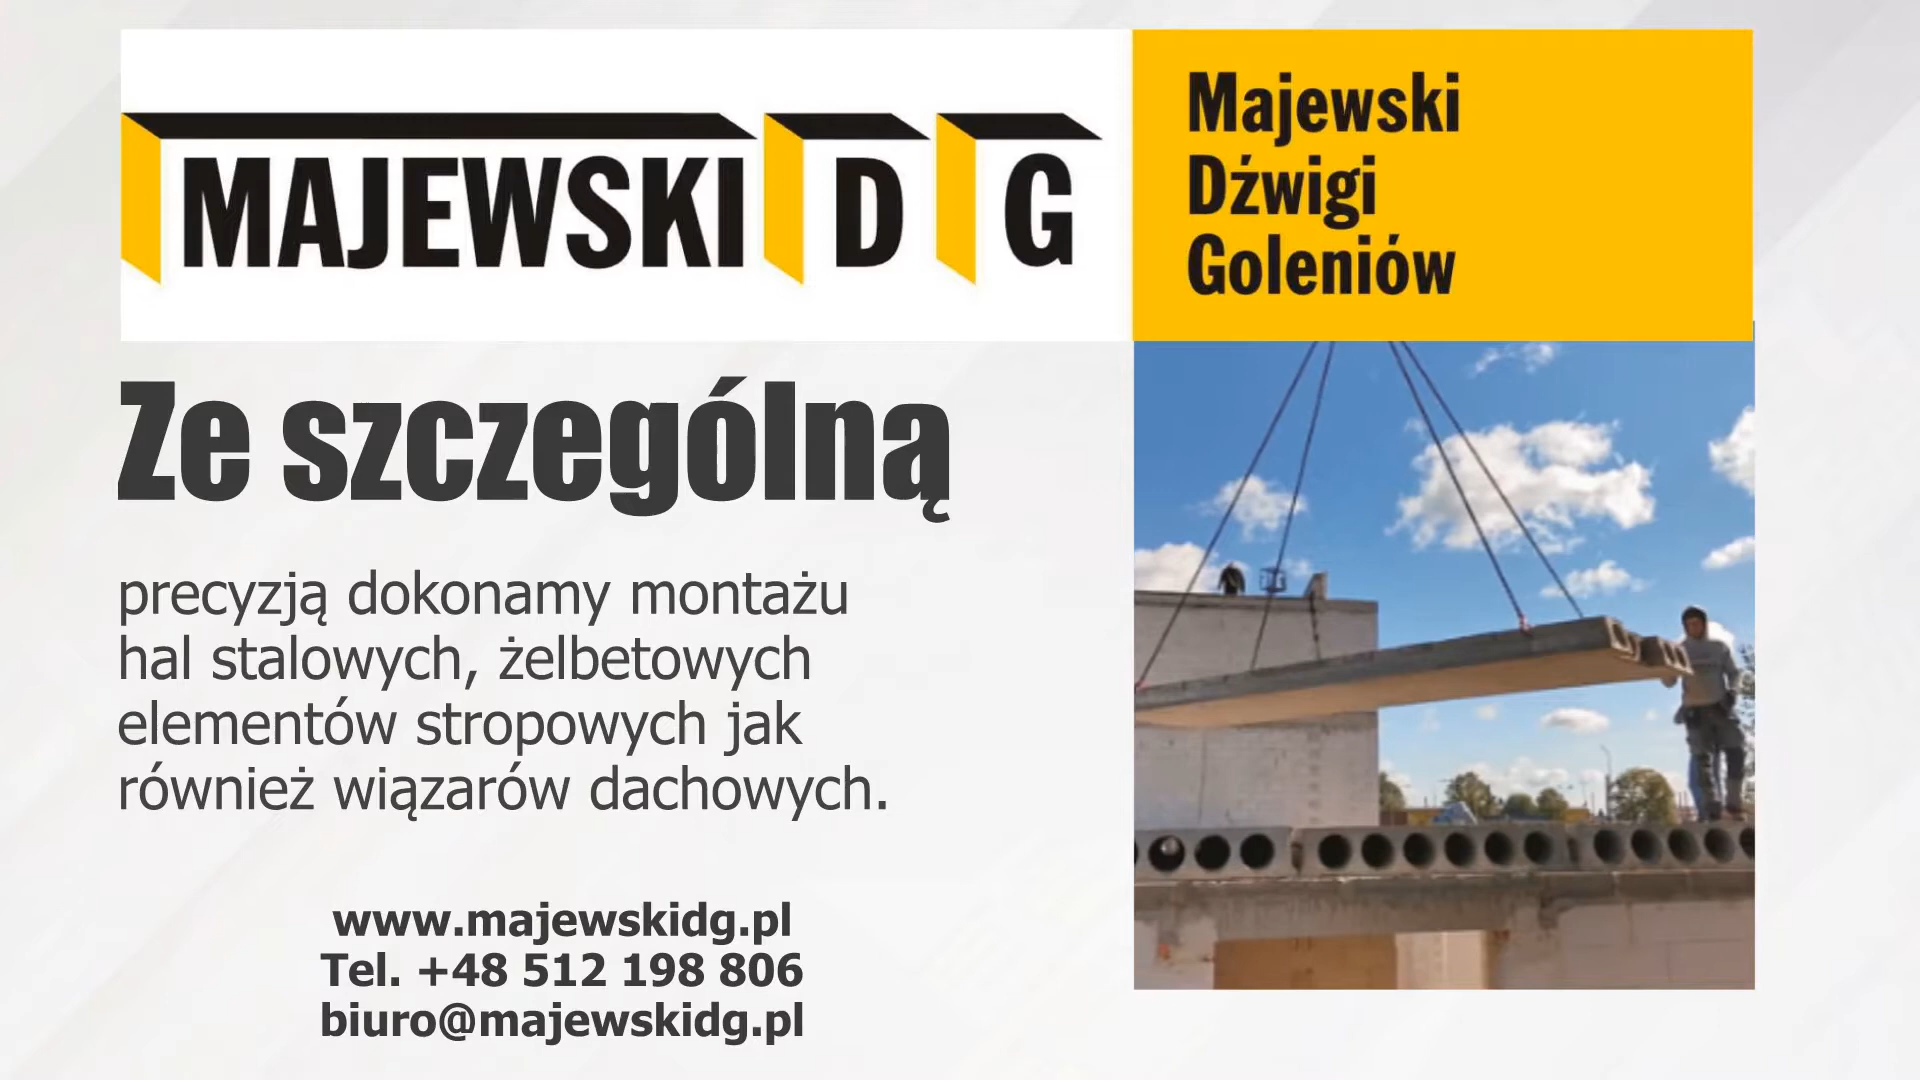 MAJEWSKI D G
Majewski
Dźwigi
Goleniów
Ze szczególną
precyzją dokonamy montażu
hal stalowych, żelbetowych
elementów stropowych jak
również wiązarów dachowych.
www.majewskidg.pl
Tel. +48 512 198 806
biuro@majewskidg.pl